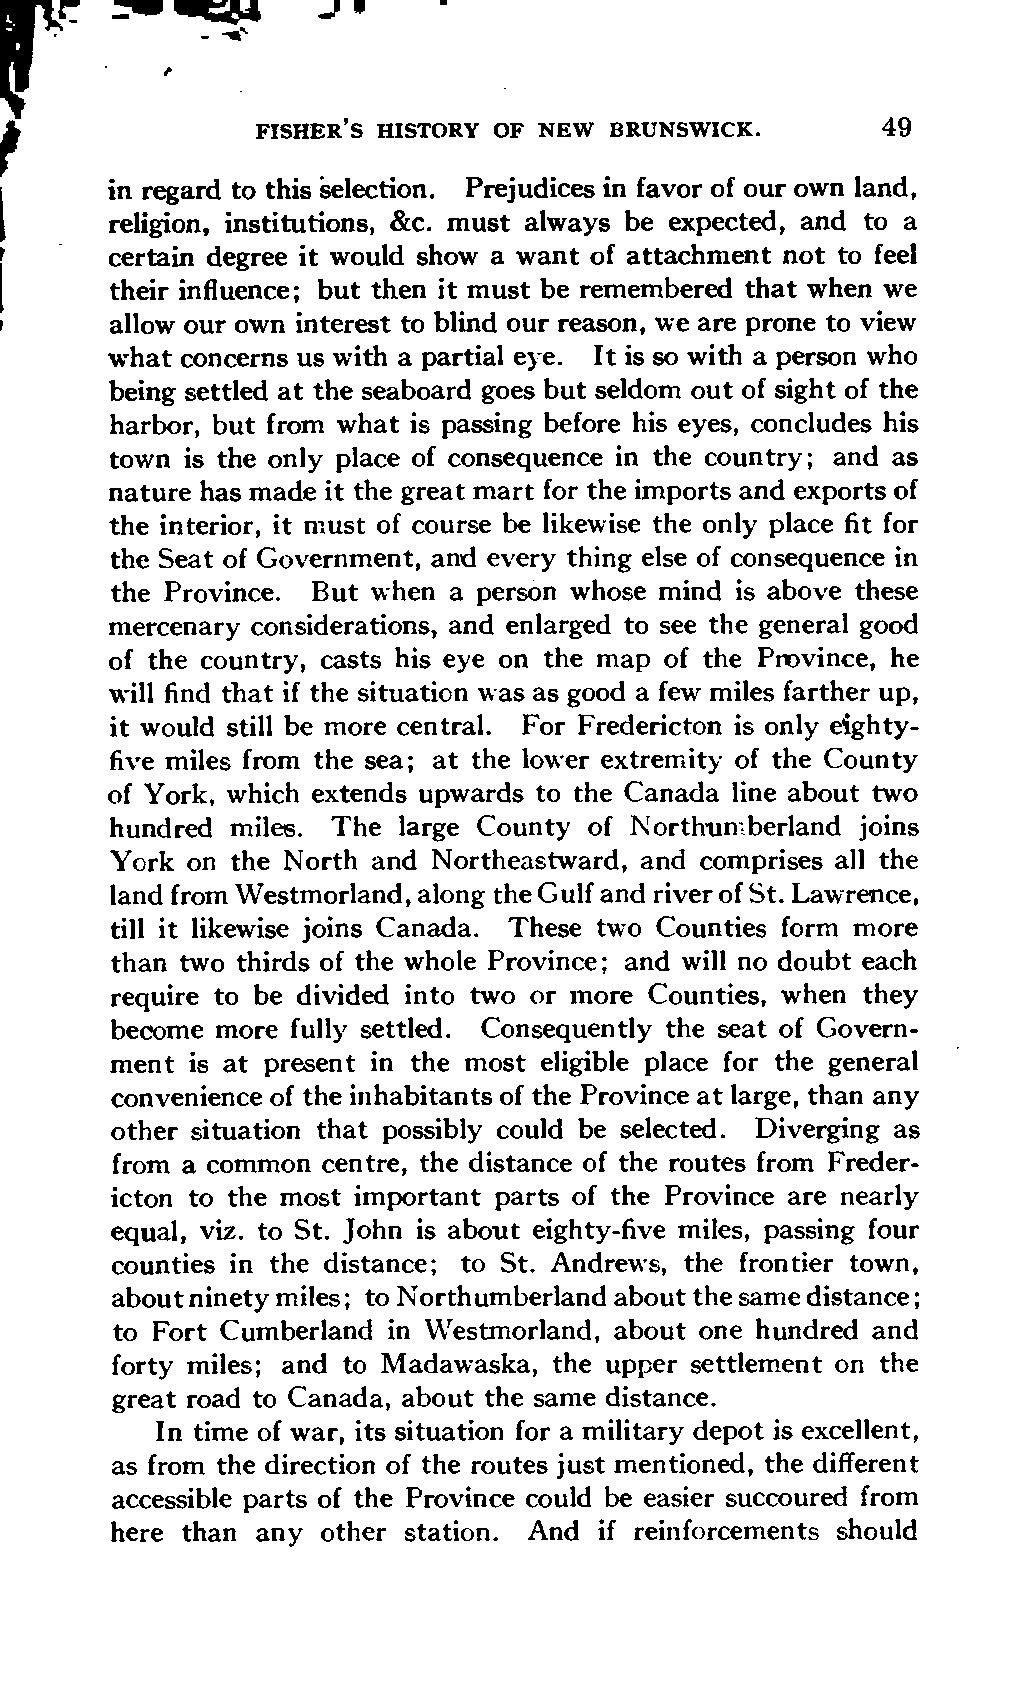 FISHER'S HISTORY OF NEW BRUNSWICK. 49
in regard to this selection. Prejudices in favor of our own land,
religion, institutions, &c. must always be expected, and to a
certain degree it would show a want of attachment not to feel
their influence; but then it must be remembered that when we
allow our own interest to blind our reason, we are prone to view
what concerns us with a partial eye. It is so with a person who
being settled at the seaboard goes but seldom out of sight of the
harbor, but from what is passing before his eyes, concludes his
town is the only place of consequence in the country; and as
nature has made it the great mart for the imports and exports of
the interior, it must of course be likewise the only place fit for
the Seat of Government, and every thing else of consequence in
the Province. But when a person whose mind is above these
mercenary considerations, and enlarged to see the general good
of the country, casts his eye on the map of the Province, he
will find that if the situation was as good a few miles farther up,
it would still be more central. For Fredericton is only eighty-
five miles from the sea; at the lower extremity of the County
of York, which extends upwards to the Canada line about two
hundred miles. The large County of Northumberland joins
York on the North and Northeastward, and comprises all the
land from Westmorland, along the Gulf and river of St. Lawrence,
till it likewise joins Canada. These two Counties form more
than two thirds of the whole Province; and will no doubt each
require to be divided into two or more Counties, when they
become more fully settled. Consequently the seat of Govern-
ment is at present in the most eligible place for the general
convenience of the inhabitants of the Province at large, than any
other situation that possibly could be selected. Diverging as
from a common centre, the distance of the routes from Freder-
icton to the most important parts of the Province are nearly
equal, viz. to St. John is about eighty-five miles, passing four
counties in the distance; to St. Andrews, the frontier town,
about ninety miles; to Northumberland about the same distance;
to Fort Cumberland in Westmorland, about one hundred and
forty miles; and to Madawaska, the upper settlement on the
great road to Canada, about the same distance.
In time of war, its situation for a military depot is excellent,
as from the direction of the routes just mentioned, the different
accessible parts of the Province could be easier succoured from
here than any other station. And if reinforcements should